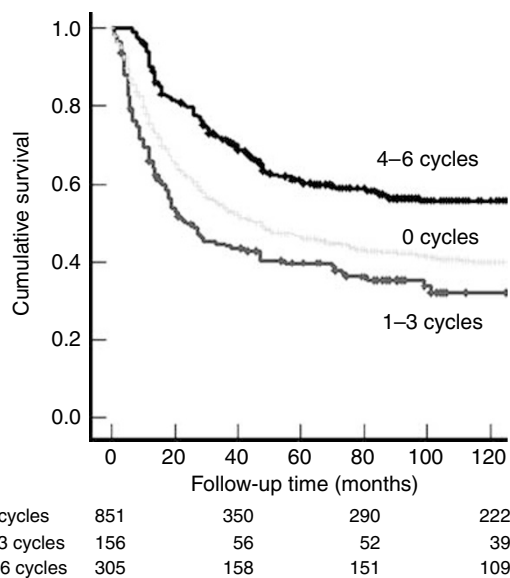 1.0
0.8
4–6 cycles
0.6
0 cycles
0.4
1–3 cycles
0.2
0.0
Cumulative survival
0 20 40 60 80 100 120
Follow-up time (months)
cycles 851 350 290 222
3 cycles 156 56 52 39
6 cycles 305 158 151 109